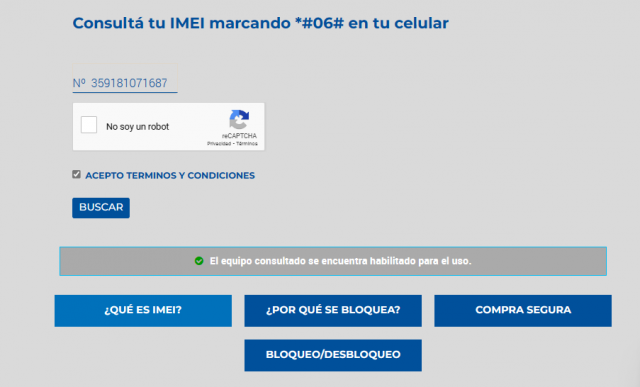 Consultá tu IMEI marcando *#06# en tu celular
Nº 359181071687
No soy un robot
reCAPTCHA
Privacidad - Términos
ACEPTO TERMINOS Y CONDICIONES
BUSCAR
El equipo consultado se encuentra habilitado para el uso.
¿QUÉ ES IMEI?
¿POR QUÉ SE BLOQUEA?
COMPRA SEGURA
BLOQUEO/DESBLOQUEO